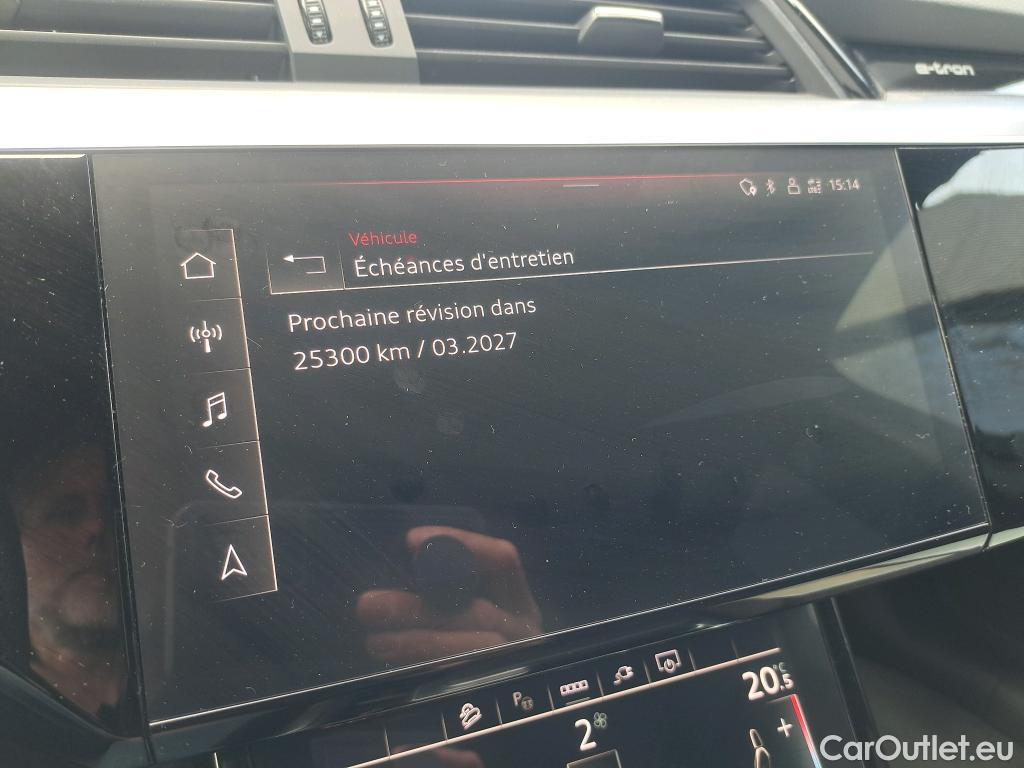 e-tron
15:14
Véhicule
Échéances d'entretien
Prochaine révision dans
25300 km / 03.2027
20.5 °C
2
+
CarOutlet.eu